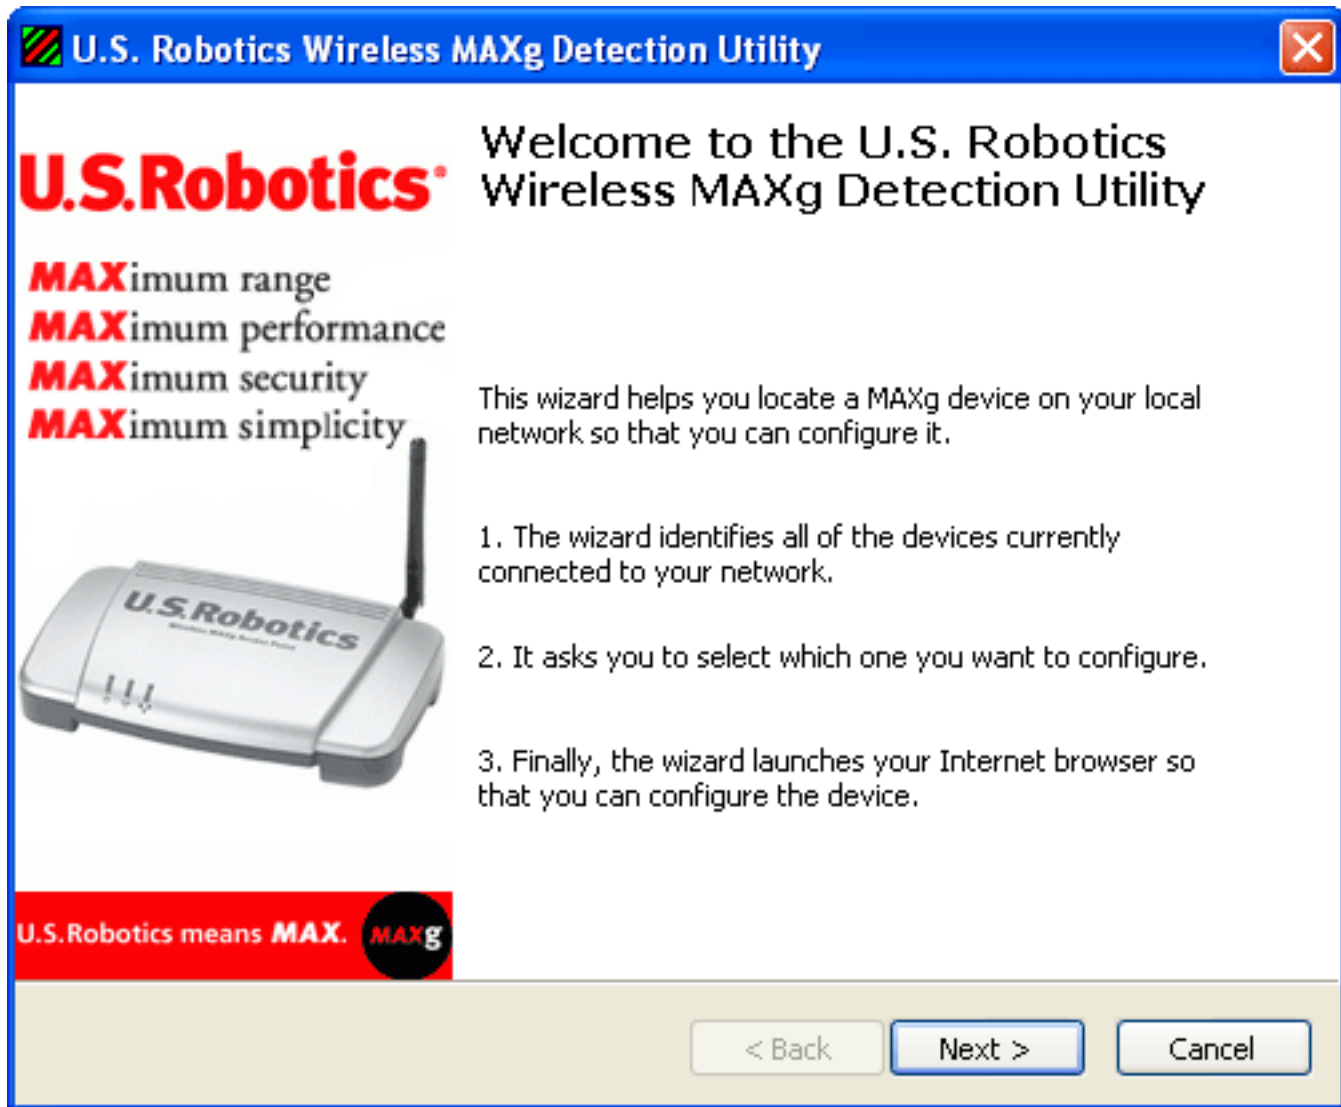 U.S. Robotics Wireless MAXg Detection Utility
U.S.Robotics®
MAXimum range
MAXimum performance
MAXimum security
MAXimum simplicity
U.S.Robotics
U.S.Robotics means MAX. MAXg
Welcome to the U.S. Robotics
Wireless MAXg Detection Utility
This wizard helps you locate a MAXg device on your local
network so that you can configure it.
1. The wizard identifies all of the devices currently
connected to your network.
2. It asks you to select which one you want to configure.
3. Finally, the wizard launches your Internet browser so
that you can configure the device.
< Back
Next >
Cancel